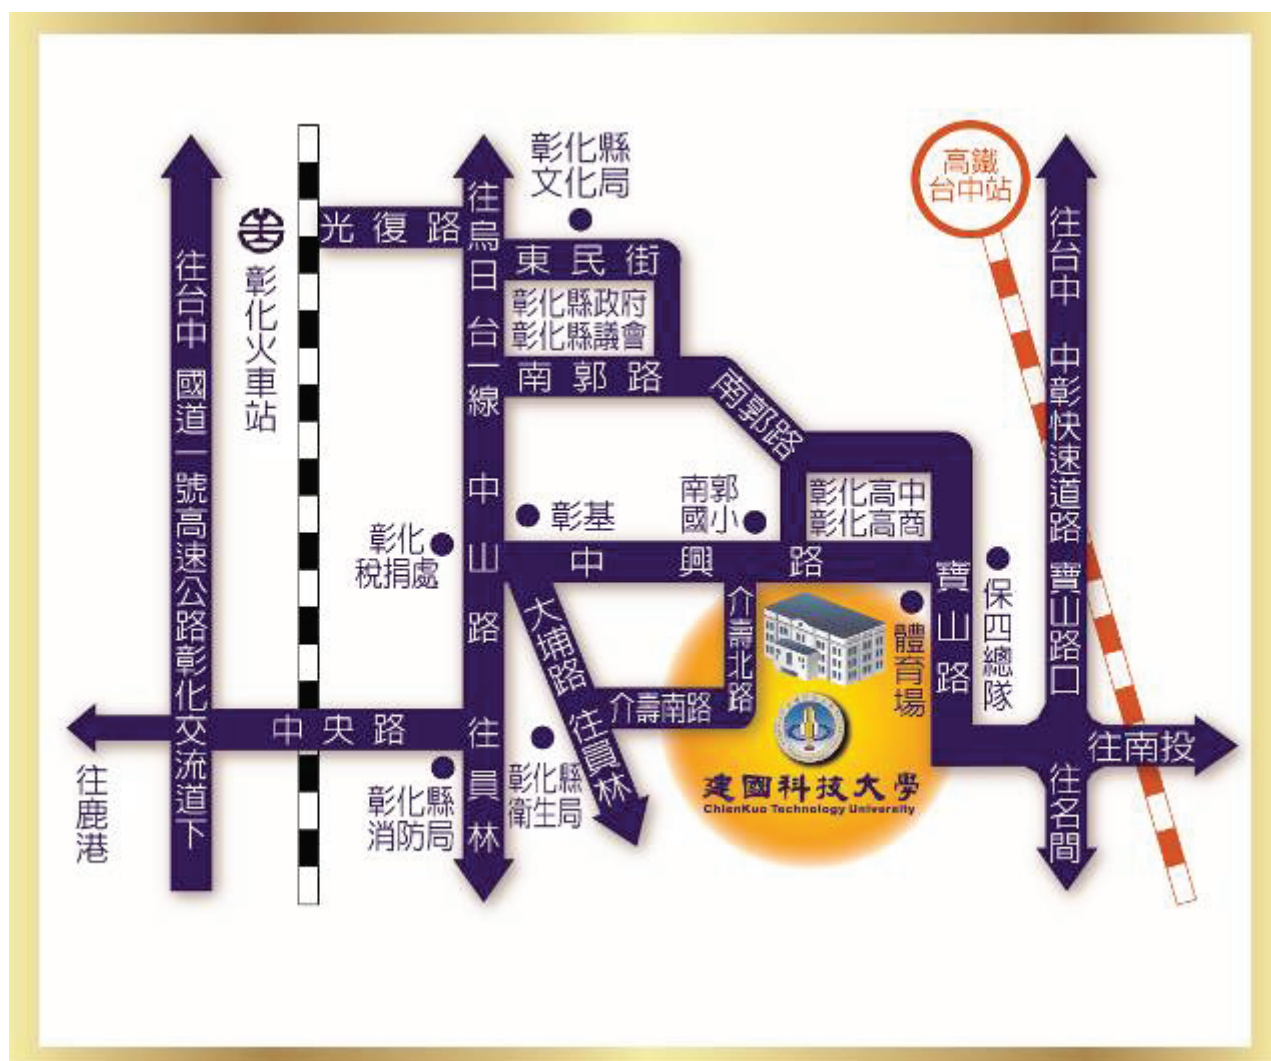 彰化縣
文化局
高鐵
台中站
光復路
東民街
彰化縣政府
彰化縣議會
南郭路
南郭路
彰化火車站
往台中 國道一號高速公路彰化交流道下
往烏日 台一線 中山路 往員林
往台中 中彰快速道路 寶山路口
彰基
南郭
國小
彰化高中
彰化高商
彰化
稅捐處
中興路
大埔路 往員林
介壽北路
介壽南路
體育場
寶山路
保四總隊
中央路
往鹿港
彰化縣
消防局
彰化縣
衛生局
建國科技大學
ChienKuo Technology University
往南投
往名間